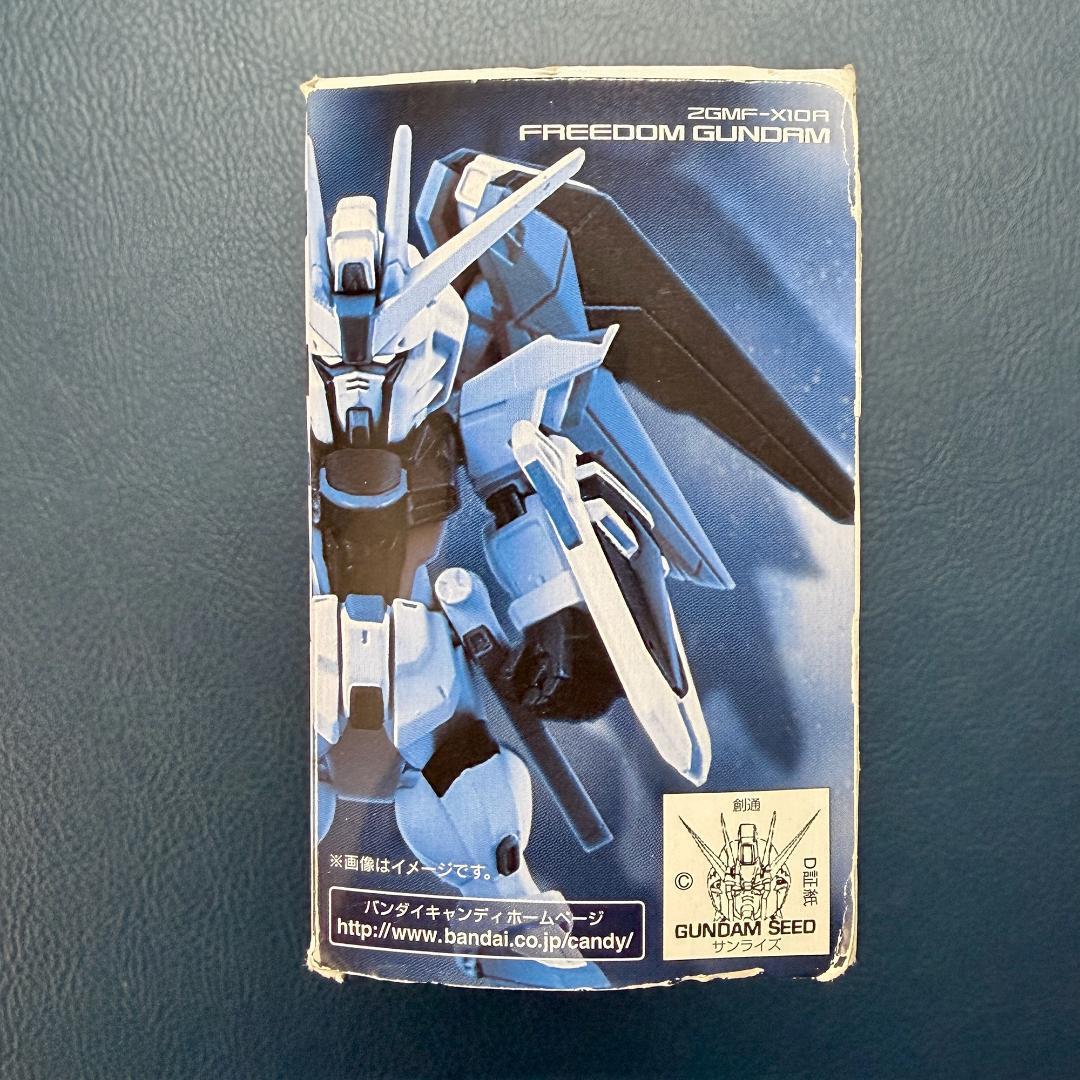 ZGMF-X10A
FREEDOM GUNDAM
※画像はイメージです。
バンダイキャンディホームページ
http://www.bandai.co.jp/candy/
創通
©
D証紙
GUNDAM SEED
サンライズ